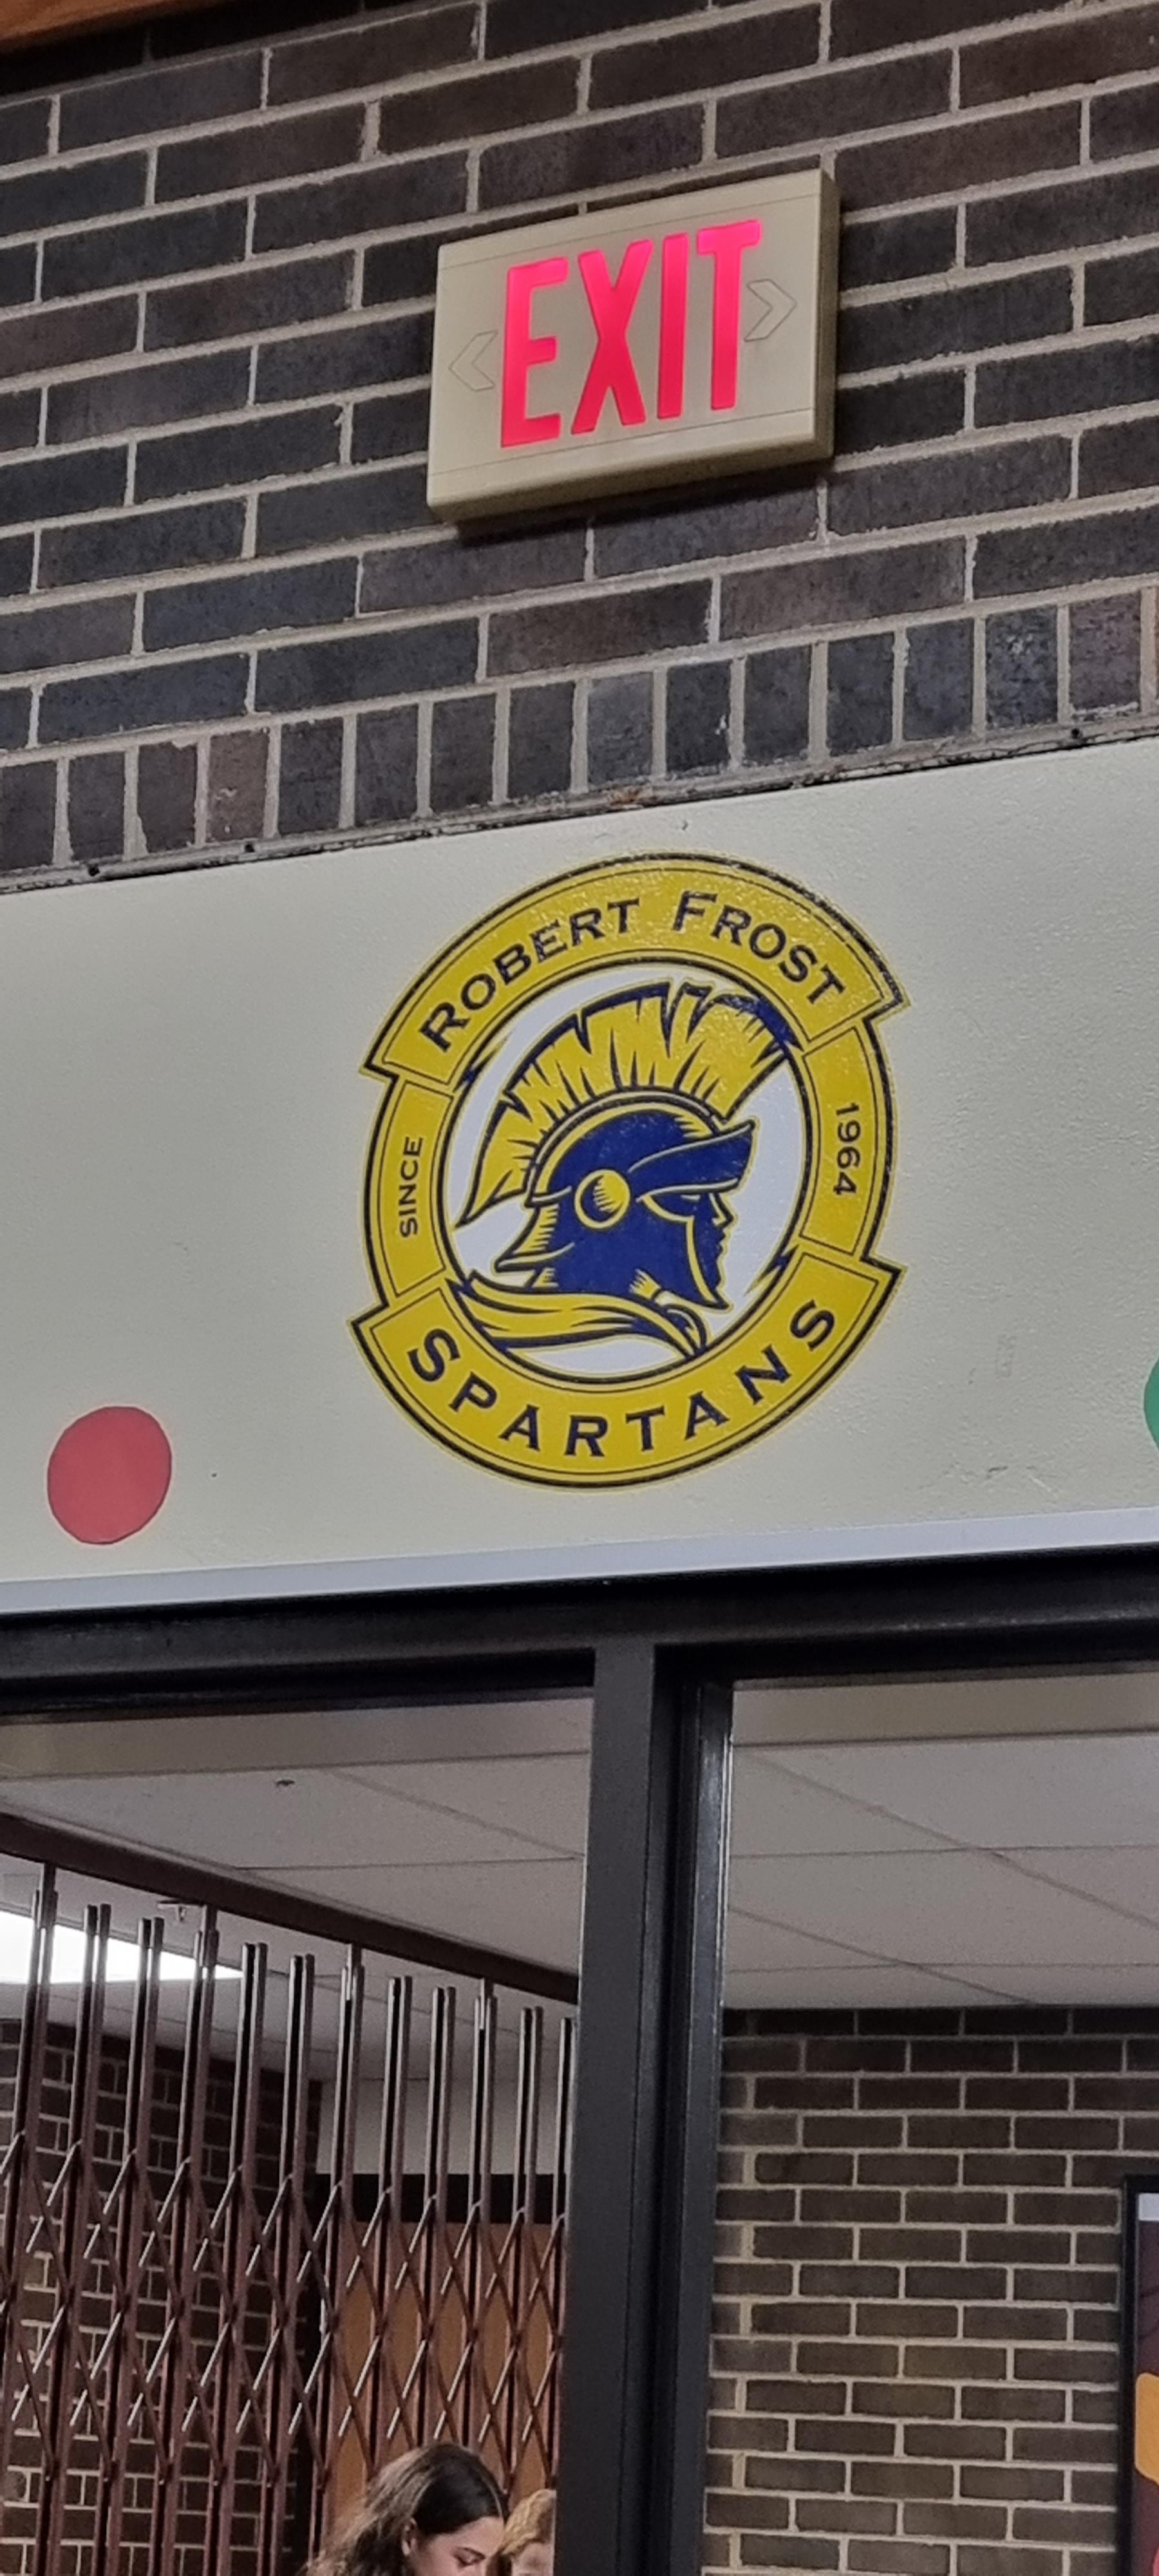 EXIT
ROBERT FROST
SINCE
1964
SPARTANS